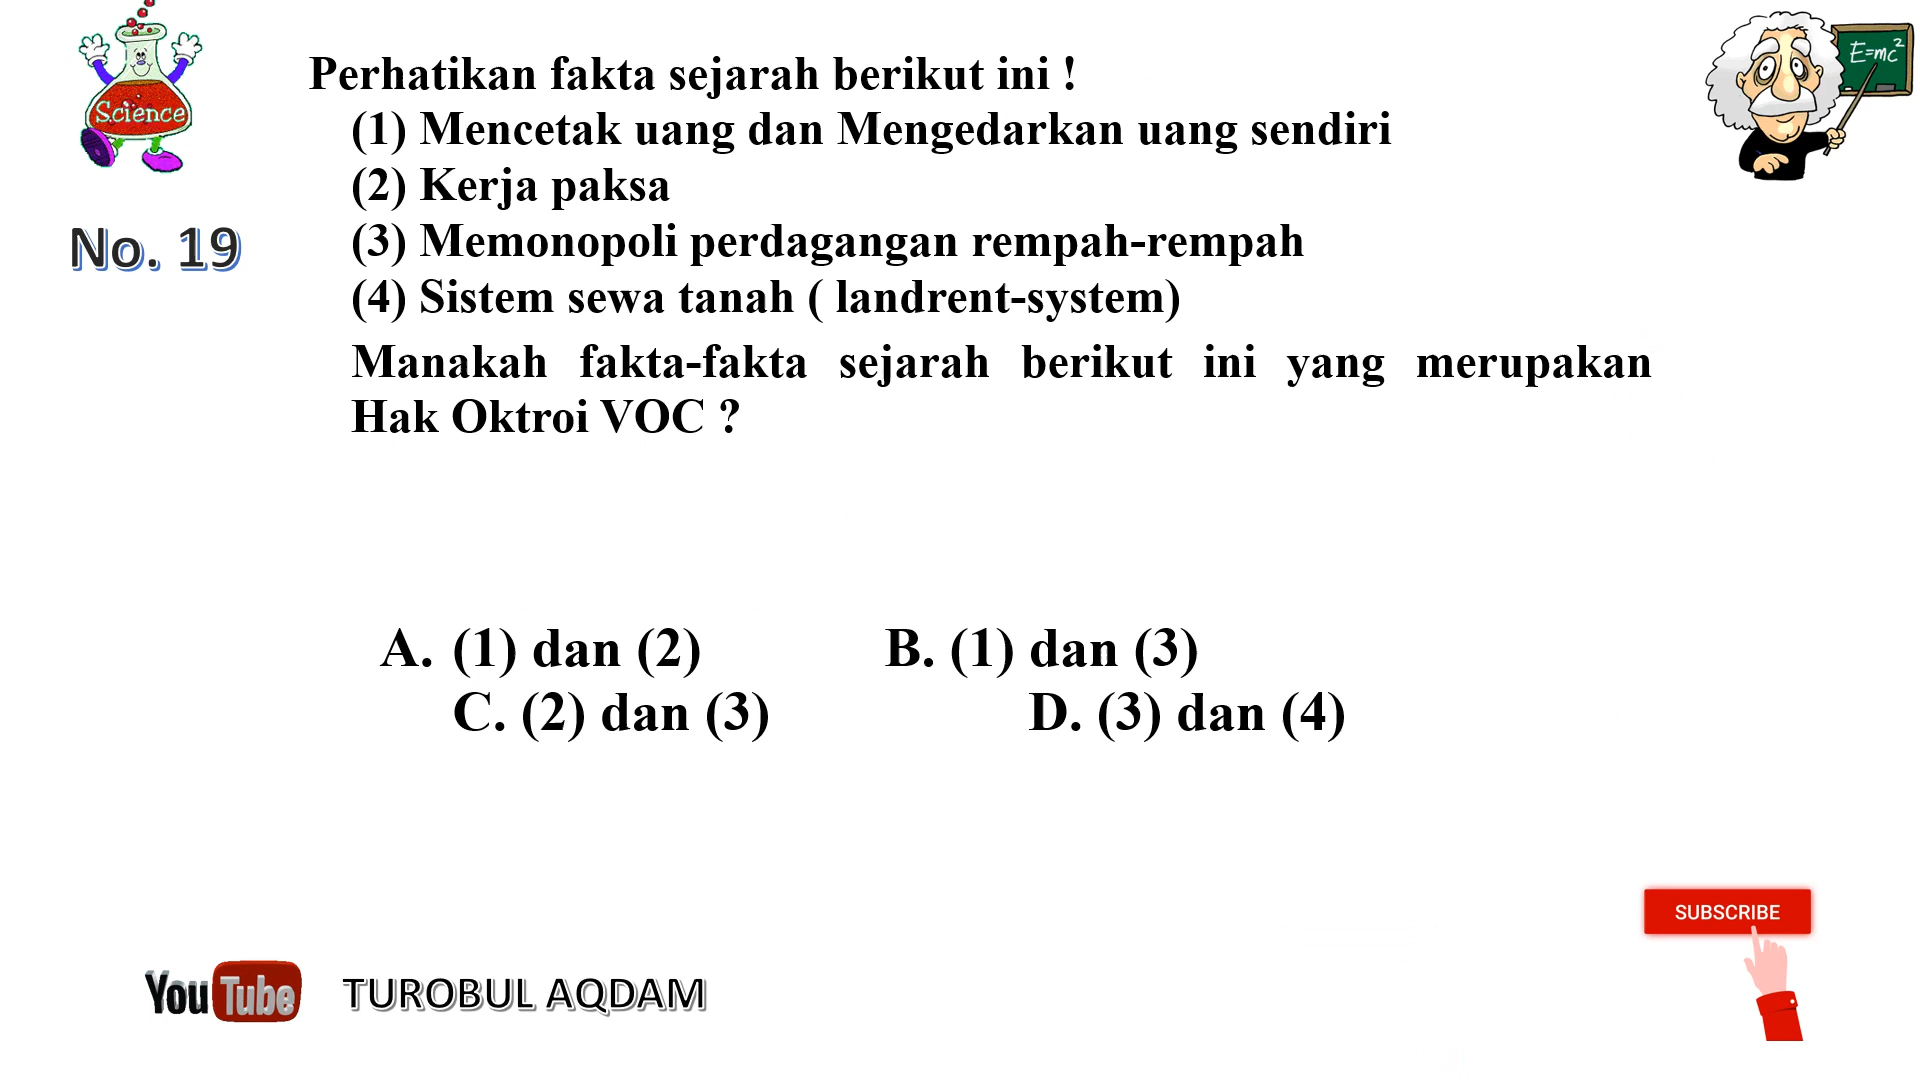 Science
E=mc²
Perhatikan fakta sejarah berikut ini !
(1) Mencetak uang dan Mengedarkan uang sendiri
(2) Kerja paksa
No. 19
(3) Memonopoli perdagangan rempah-rempah
(4) Sistem sewa tanah ( landrent-system)
Manakah fakta-fakta sejarah berikut ini yang merupakan
Hak Oktroi VOC ?
A. (1) dan (2) B. (1) dan (3)
C. (2) dan (3) D. (3) dan (4)
SUBSCRIBE
YouTube TUROBUL AQDAM